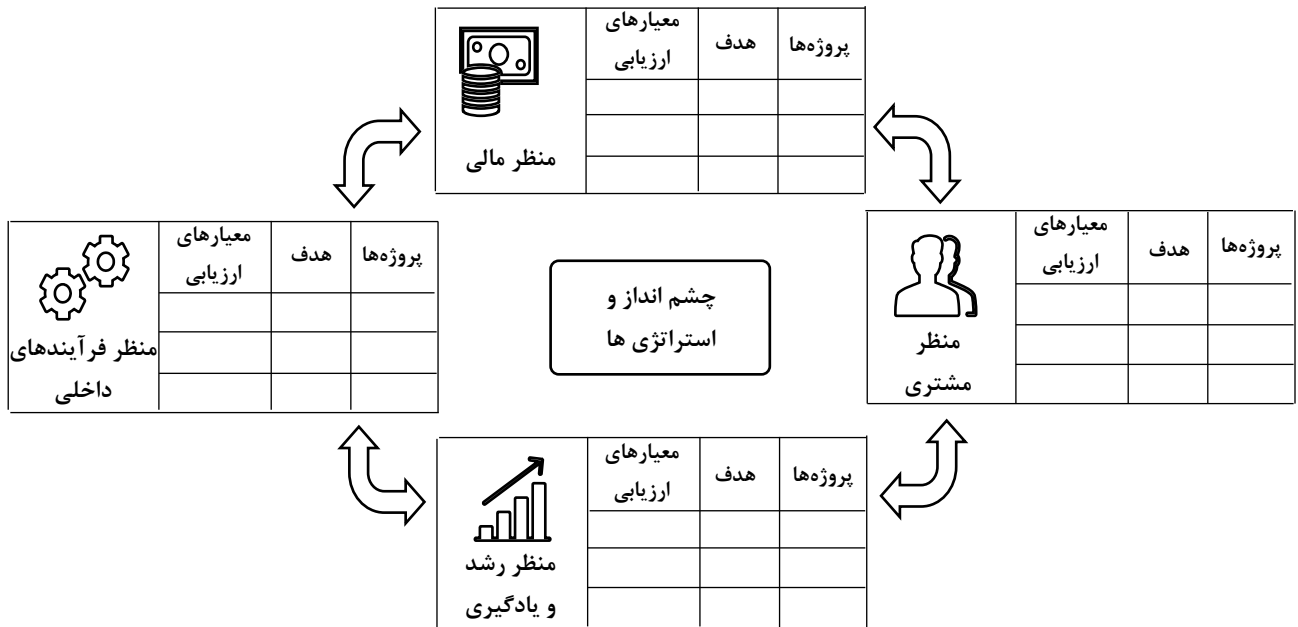 معیارهای
ارزیابی
هدف
پروژه‌ها
منظر مالی
معیارهای
ارزیابی
هدف
پروژه‌ها
منظر
مشتری
چشم انداز و
استراتژی ها
معیارهای
ارزیابی
هدف
پروژه‌ها
منظر فرآیندهای
داخلی
معیارهای
ارزیابی
هدف
پروژه‌ها
منظر رشد
و یادگیری